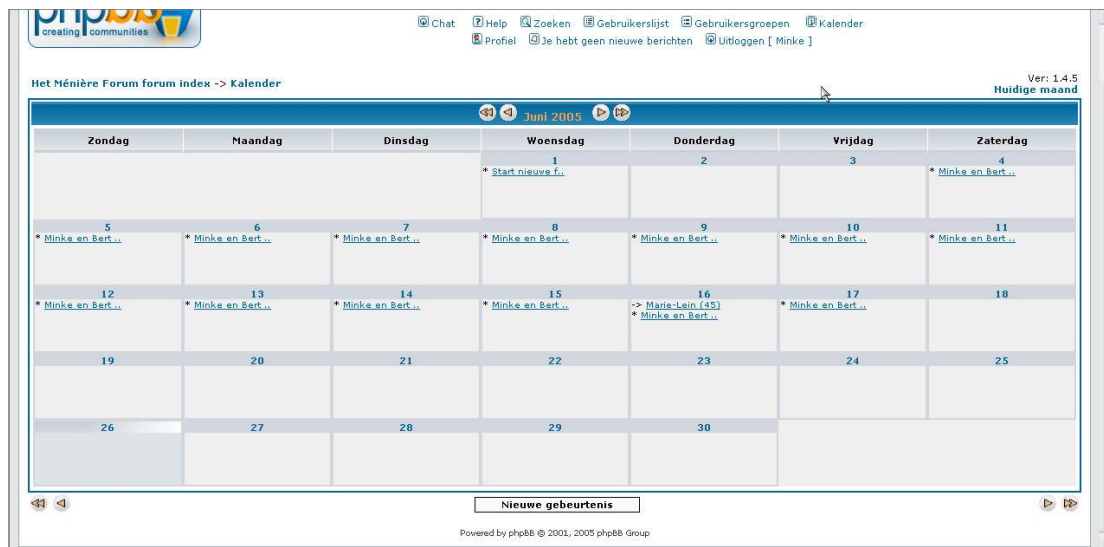 phpBB
creating communities
Chat Help Zoeken Gebruikerslijst Gebruikersgroepen Kalender
Profiel Je hebt geen nieuwe berichten Uitloggen [ Minke ]
Ver: 1.4.5
Het Ménière Forum forum index -> Kalender
Huidige maand
Juni 2005
Zondag Maandag Dinsdag Woensdag Donderdag Vrijdag Zaterdag
1 2 3 4
* Start nieuwe f.. * Minke en Bert ..
5 6 7 8 9 10 11
* Minke en Bert .. * Minke en Bert .. * Minke en Bert .. * Minke en Bert .. * Minke en Bert .. * Minke en Bert .. * Minke en Bert ..
12 13 14 15 16 17 18
* Minke en Bert .. * Minke en Bert .. * Minke en Bert .. * Minke en Bert .. -> Marie-Lein (45) * Minke en Bert ..
* Minke en Bert ..
19 20 21 22 23 24 25
26 27 28 29 30
Nieuwe gebeurtenis
Powered by phpBB © 2001, 2005 phpBB Group